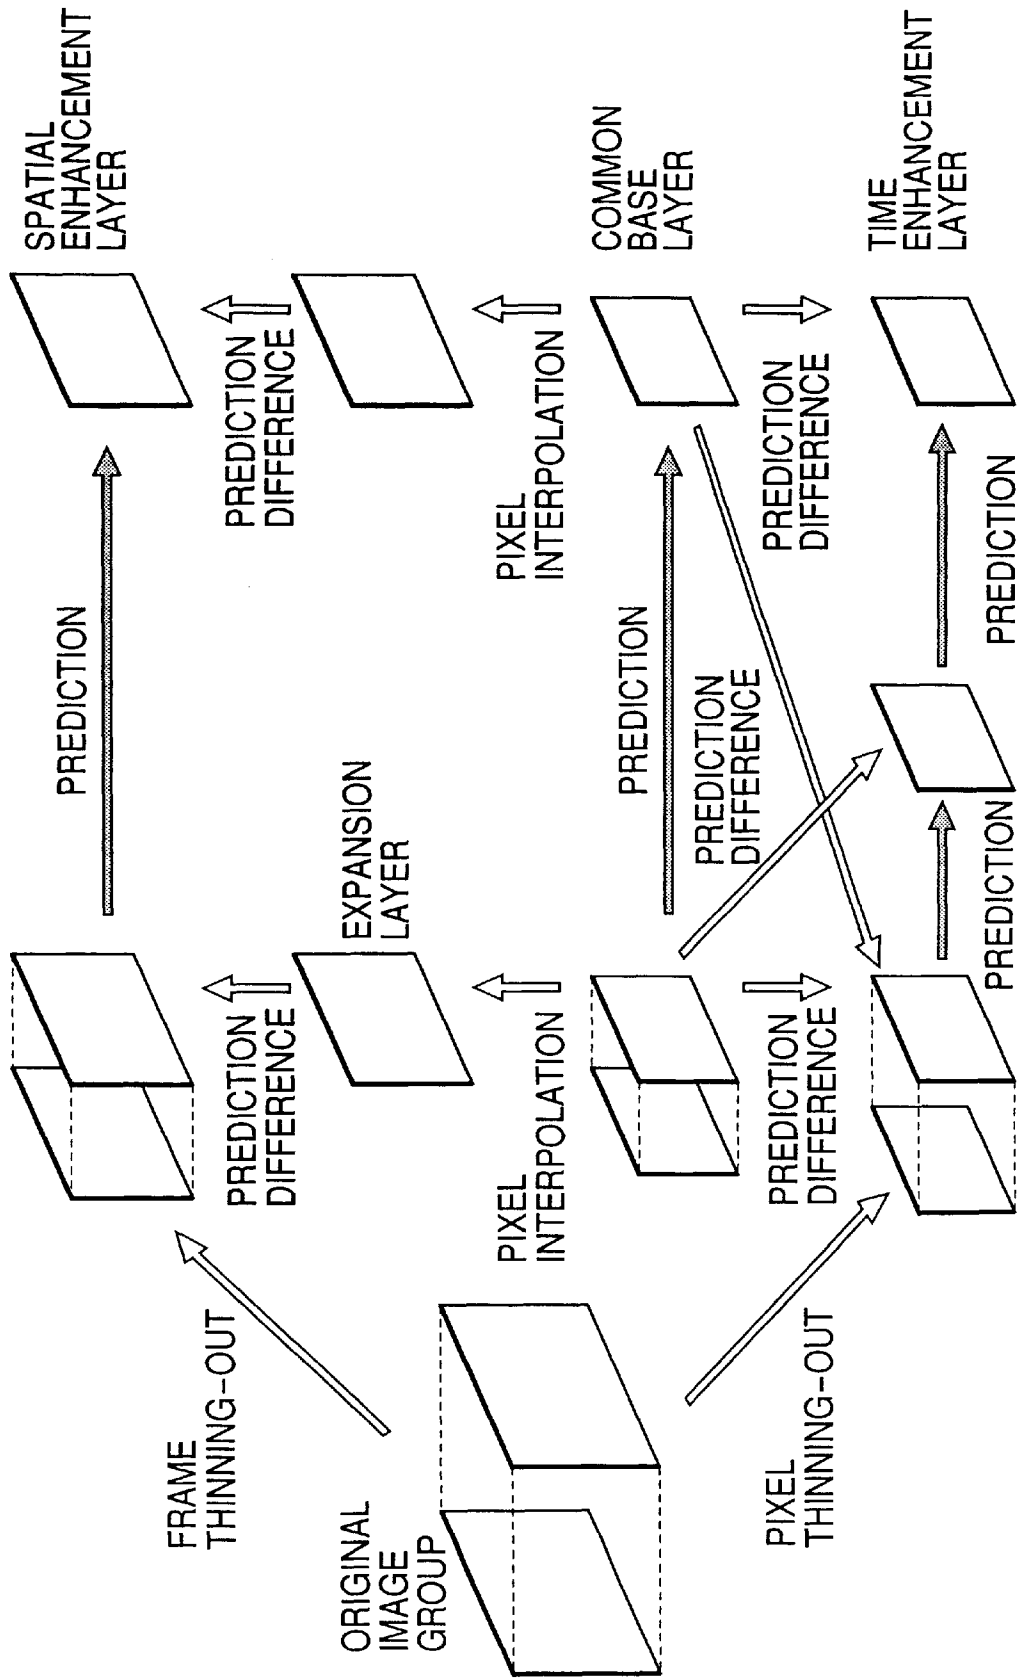 SPATIAL
ENHANCEMENT
LAYER
PREDICTION
PREDICTION
DIFFERENCE
PREDICTION
DIFFERENCE
FRAME
THINNING-OUT
EXPANSION
LAYER
ORIGINAL
IMAGE
GROUP
PIXEL
INTERPOLATION
PIXEL
INTERPOLATION
COMMON
BASE
LAYER
PREDICTION
PREDICTION
DIFFERENCE
PIXEL
THINNING-OUT
PREDICTION
DIFFERENCE
PREDICTION
DIFFERENCE
TIME
ENHANCEMENT
LAYER
PREDICTION
PREDICTION